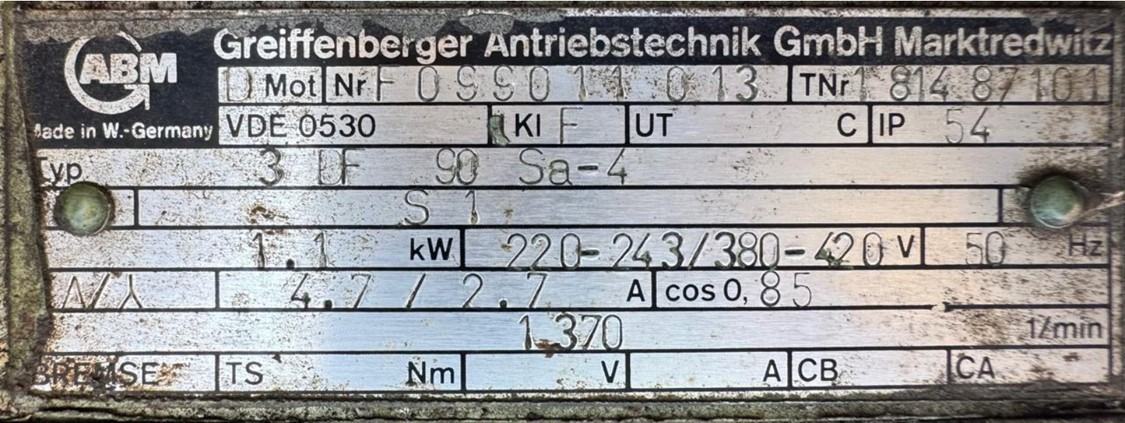 ABM Greiffenberger Antriebstechnik GmbH Marktredwitz
D Mot Nr F 099011 013 TNr 1 814 87101
Made in W.-Germany VDE 0530 KI F UT C IP 54
Typ 3 DF 90 Sa-4
S 1
1.1 kW 220-243/380-420 V 50 Hz
Δ/Y 4.7 / 2.7 A cos 0,85
1370 1/min
BREMSE TS Nm V A CB CA